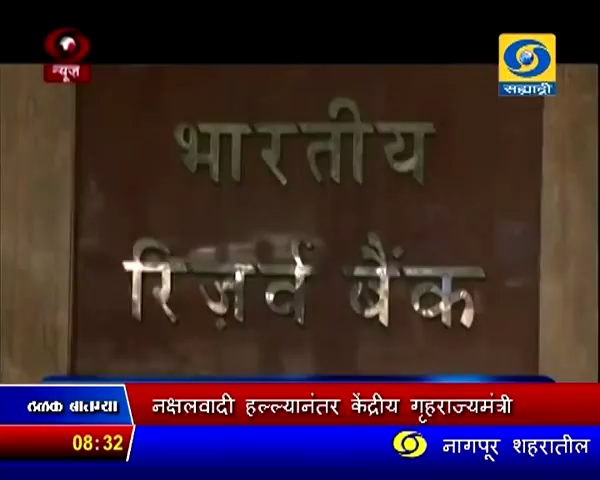 न्यूज़
सह्याद्री
भारतीय
रिज़र्व बैंक
ठळक बातम्या
नक्षलवादी हल्ल्यानंतर केंद्रीय गृहराज्यमंत्री
08:32
नागपूर शहरातील